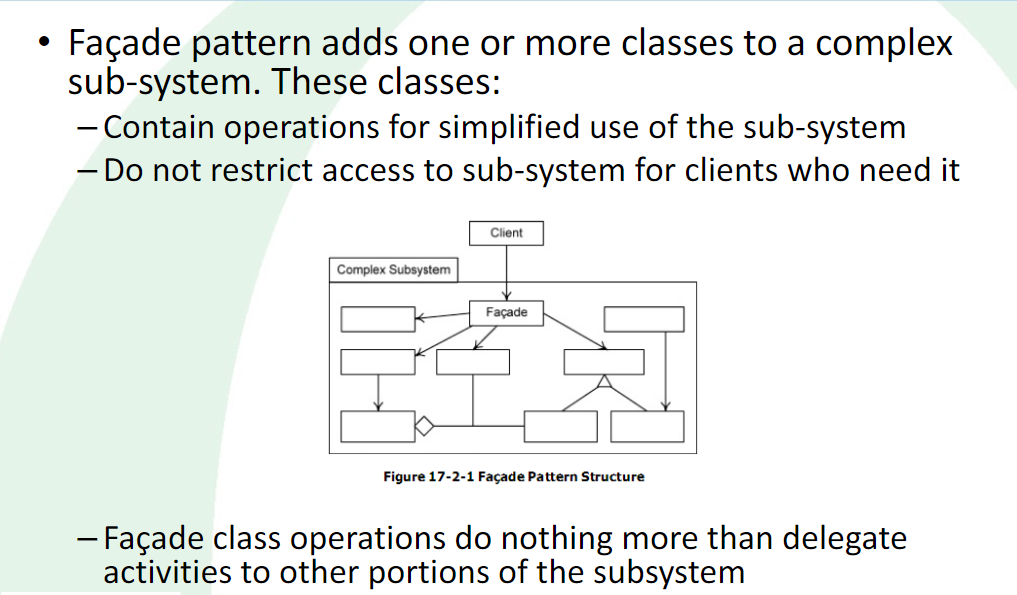 • Façade pattern adds one or more classes to a complex
sub-system. These classes:
– Contain operations for simplified use of the sub-system
– Do not restrict access to sub-system for clients who need it
Client
Complex Subsystem
Façade
Figure 17-2-1 Façade Pattern Structure
– Façade class operations do nothing more than delegate
activities to other portions of the subsystem